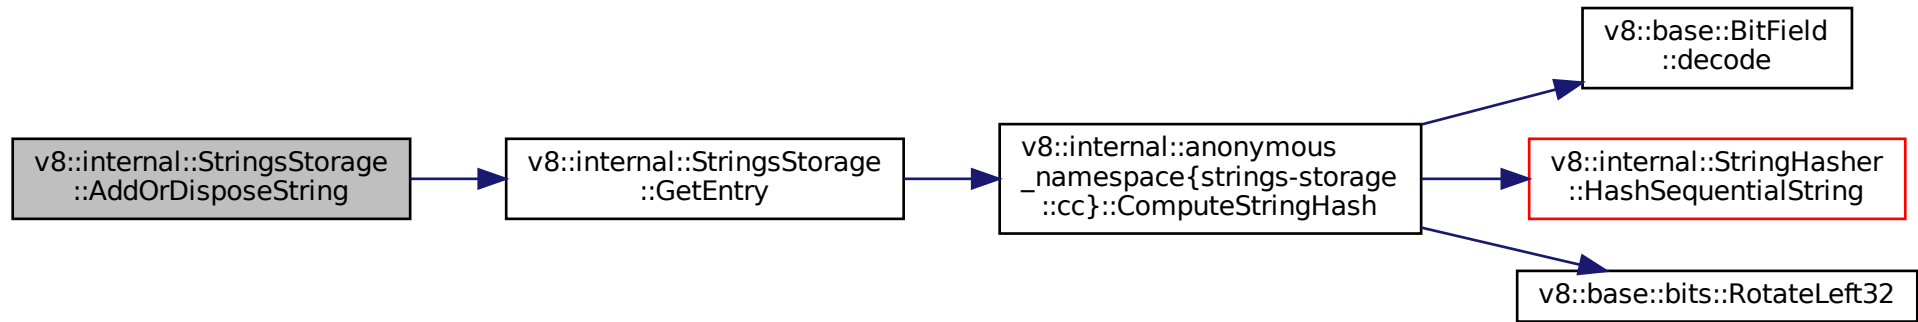 v8::internal::StringsStorage
::AddOrDisposeString
v8::internal::StringsStorage
::GetEntry
v8::internal::anonymous
_namespace{strings-storage
::cc}::ComputeStringHash
v8::base::BitField
::decode
v8::internal::StringHasher
::HashSequentialString
v8::base::bits::RotateLeft32